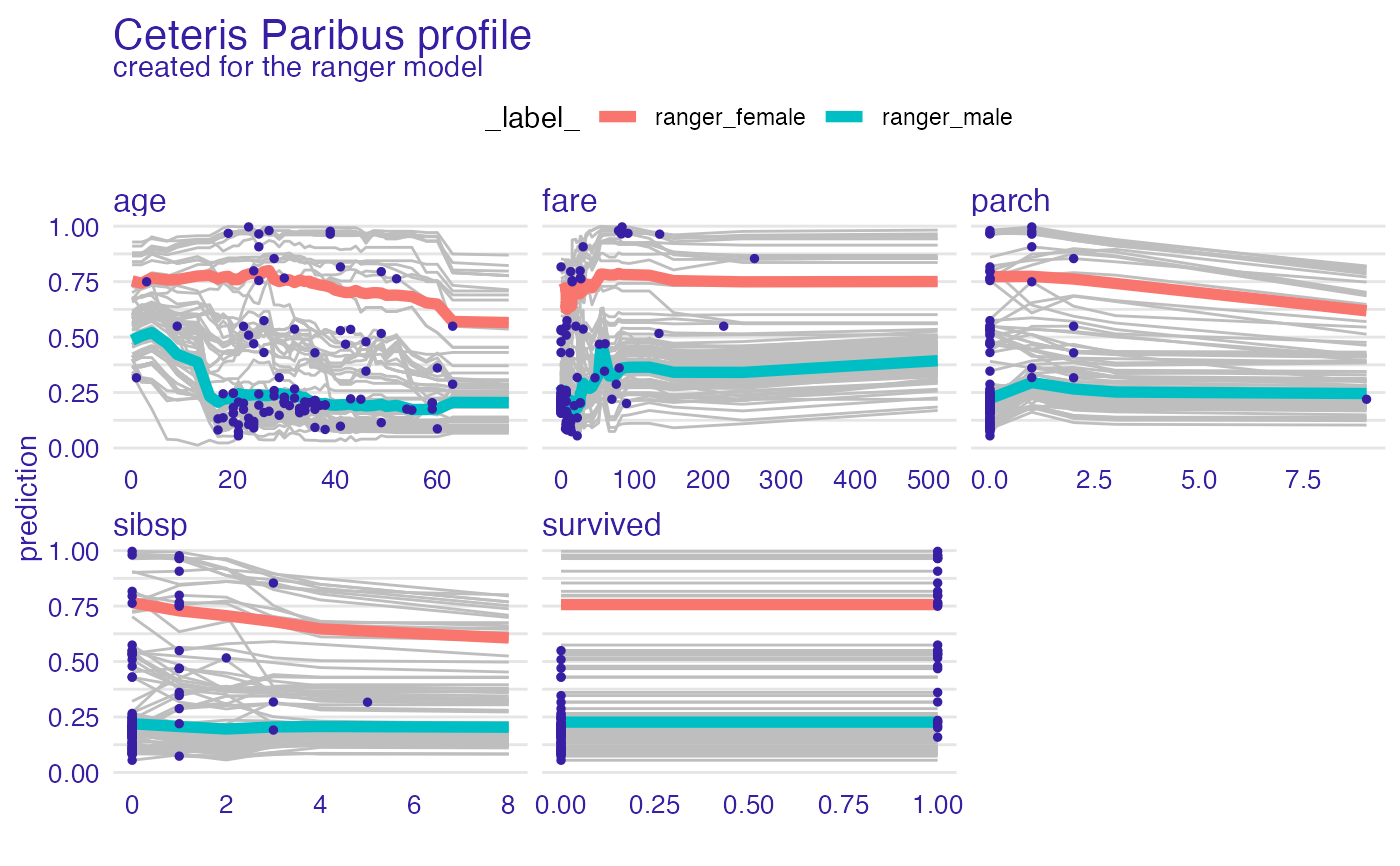 Ceteris Paribus profile
created for the ranger model
_label_ ranger_female ranger_male
age fare parch
1.00
0.75
0.50
0.25
0.00
0 20 40 60 0 100 200 300 400 500 0.0 2.5 5.0 7.5
prediction
sibsp survived
1.00
0.75
0.50
0.25
0.00
0 2 4 6 8 0.00 0.25 0.50 0.75 1.00